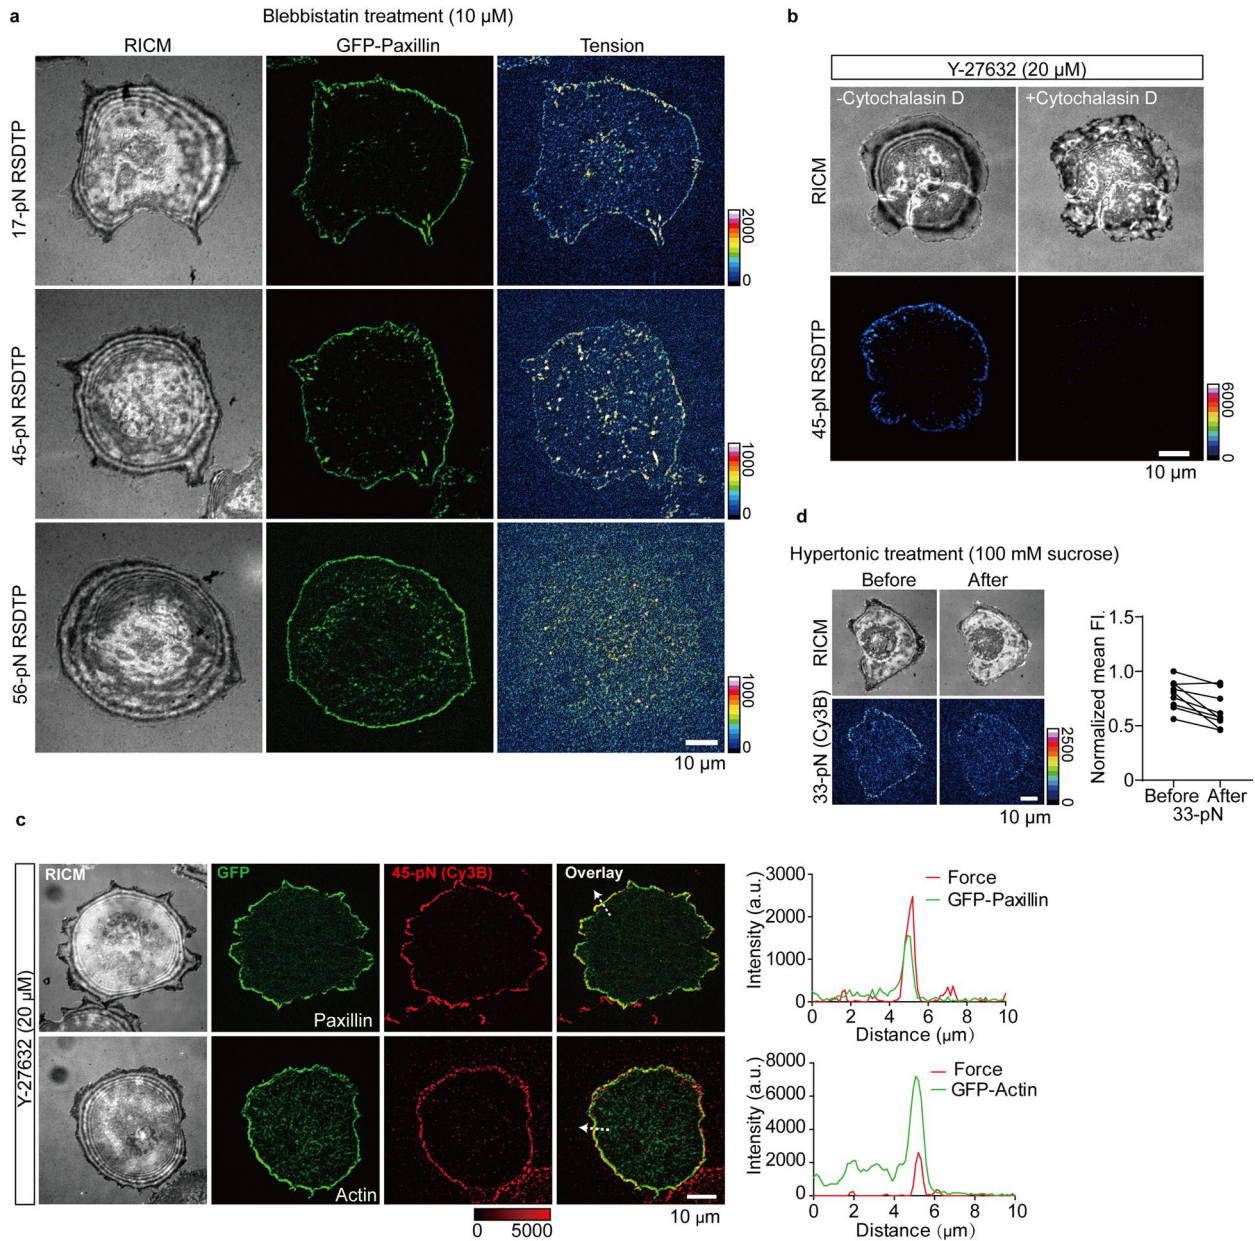 a
Blebbistatin treatment (10 µM)
RICM
GFP-Paxillin
Tension
17-pN RSDTP
2000
0
45-pN RSDTP
1000
0
56-pN RSDTP
1000
0
10 µm
b
Y-27632 (20 µM)
-Cytochalasin D
+Cytochalasin D
RICM
45-pN RSDTP
6000
0
10 µm
d
Hypertonic treatment (100 mM sucrose)
Before
After
RICM
33-pN (Cy3B)
2500
0
10 µm
Normalized mean FI.
1.5
1.0
0.5
0
Before After
33-pN
c
Y-27632 (20 µM)
RICM
GFP
45-pN (Cy3B)
Overlay
Paxillin
Actin
0 5000
10 µm
Intensity (a.u.)
3000
2000
1000
0
Force
GFP-Paxillin
0 2 4 6 8 10
Distance (µm)
Intensity (a.u.)
8000
6000
4000
2000
0
Force
GFP-Actin
0 2 4 6 8 10
Distance (µm)